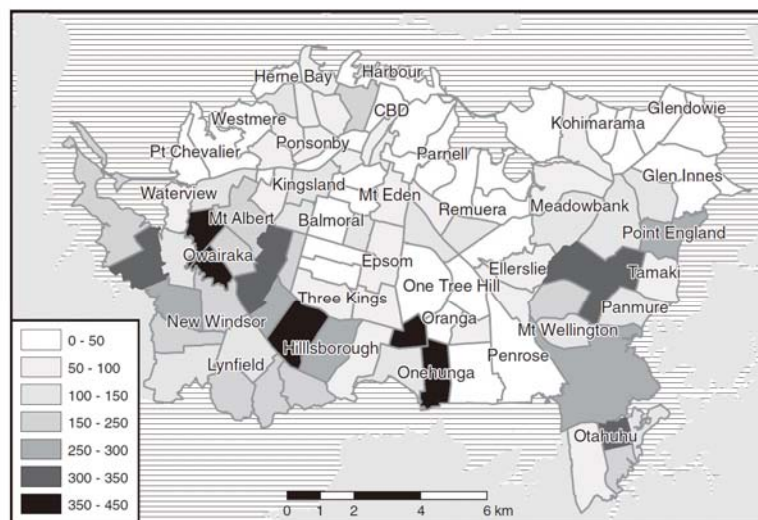 Herne Bay
Harbour
Westmere
CBD
Kohimarama
Glendowie
Ponsonby
Pt Chevalier
Parnell
Glen Innes
Waterview
Kingsland
Mt Eden
Mt Albert
Balmoral
Remuera
Meadowbank
Point England
Owairaka
Epsom
Ellerslie
Tamaki
One Tree Hill
Three Kings
Panmure
New Windsor
Oranga
Mt Wellington
Hilllsborough
Penrose
Lynfield
Onehunga
Otahuhu
0 - 50
50 - 100
100 - 150
150 - 250
250 - 300
300 - 350
350 - 450
0 1 2 4 6 km